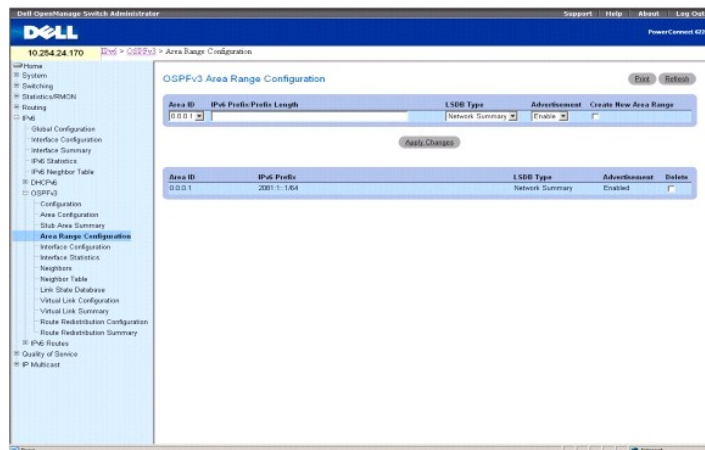 Dell OpenManage Switch Administrator
Support Help About Log Out
DELL
PowerConnect 622
10.254.24.170
IPv6 > OSPFv3 > Area Range Configuration
Home
System
Switching
Statistics/RMON
Routing
IPv6
Global Configuration
Interface Configuration
Interface Summary
IPv6 Statistics
IPv6 Neighbor Table
DHCPv6
OSPFv3
Configuration
Area Configuration
Stub Area Summary
Area Range Configuration
Interface Configuration
Interface Statistics
Neighbors
Neighbor Table
Link State Database
Virtual Link Configuration
Virtual Link Summary
Route Redistribution Configuration
Route Redistribution Summary
IPv6 Routes
Quality of Service
IP Multicast
OSPFv3 Area Range Configuration
Print Refresh
Area ID IPv6 Prefix/Prefix Length LSDB Type Advertisement Create New Area Range
0.0.0.1 Network Summary Enable
Apply Changes
Area ID IPv6 Prefix LSDB Type Advertisement Delete
0.0.0.1 2001:1::1/64 Network Summary Enabled